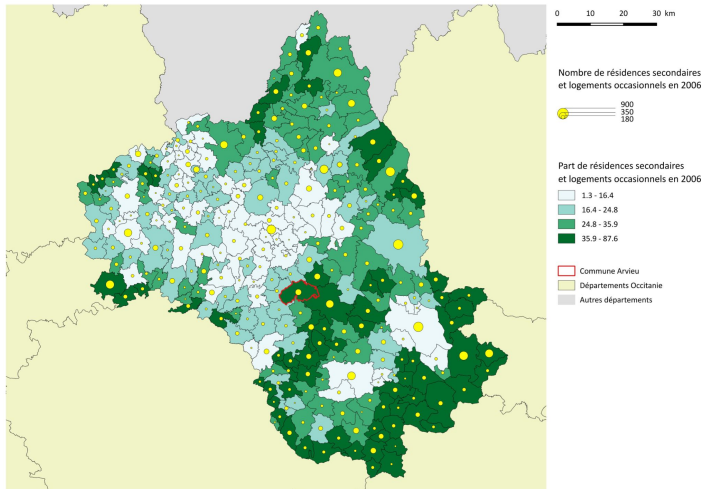 0 10 20 30 km
Nombre de résidences secondaires
et logements occasionnels en 2006
900
350
180
Part de résidences secondaires
et logements occasionnels en 2006
1.3 - 16.4
16.4 - 24.8
24.8 - 35.9
35.9 - 87.6
Commune Arvieu
Départements Occitanie
Autres départements